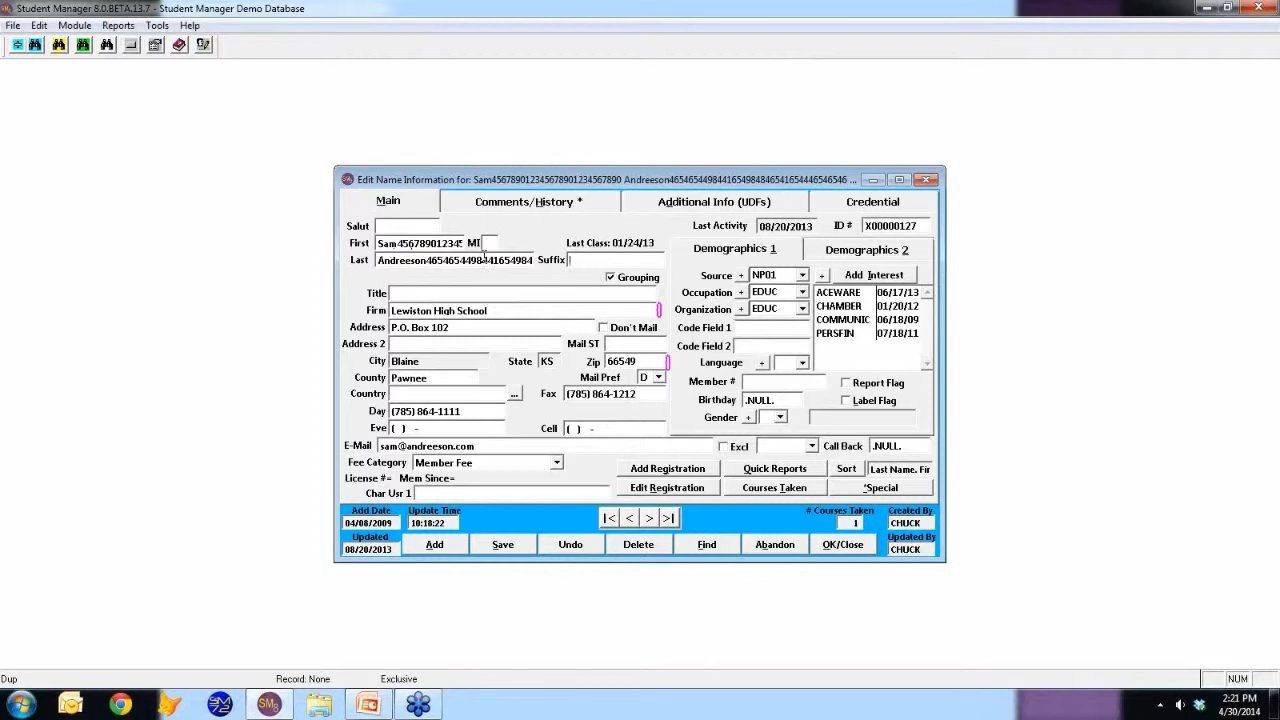 Student Manager 8.0.BETA.13.7 - Student Manager Demo Database
File Edit Module Reports Tools Help
Edit Name Information for: Sam45678901234567890123456 7890 Andreeson46546544984416549848465416544465465​46 ...
Main Comments/History * Additional Info (UDFs) Credential
Salut Last Activity 08/20/2013 ID # X00000127
First Sam456789012345 MI Last Class: 01/24/13 Demographics 1 Demographics 2
Last Andreeson4654654498441654984 Suffix
Grouping Source + NP01 + Add Interest
Title Occupation + EDUC ACEWARE 06/17/13
Firm Lewiston High School Organization + EDUC CHAMBER 01/20/12
Address P.O. Box 102 Don't Mail Code Field 1 COMMUNIC 06/18/09
Address 2 Mail ST Code Field 2 PERSFIN 07/18/11
City Blaine State KS Zip 66549 Language +
County Pawnee Mail Pref D Member # Report Flag
Country ... Fax (785) 864-1212 Birthday .NULL. Label Flag
Day (785) 864-1111 Gender +
Eve ( ) - Cell ( ) -
E-Mail sam@andreeson.com Excl Call Back .NULL.
Fee Category Member Fee Add Registration Quick Reports Sort Last Name, Fir
License #= Mem Since= Edit Registration Courses Taken 'Special
Char Usr 1
Add Date Update Time |< < > >| # Courses Taken Created By
04/08/2009 10:18:22 1 CHUCK
Updated Updated By
08/20/2013 Add Save Undo Delete Find Abandon OK/Close CHUCK
Dup Record: None Exclusive NUM
2:21 PM
4/30/2014